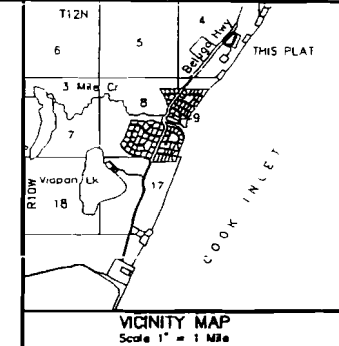 T12N
4
6
5
Beluga Hwy
THIS PLAT
3 Mile Cr
8
9
7
R10W
Viapan Lk
17
18
COOK INLET
VICINITY MAP
Scale 1" = 1 Mile